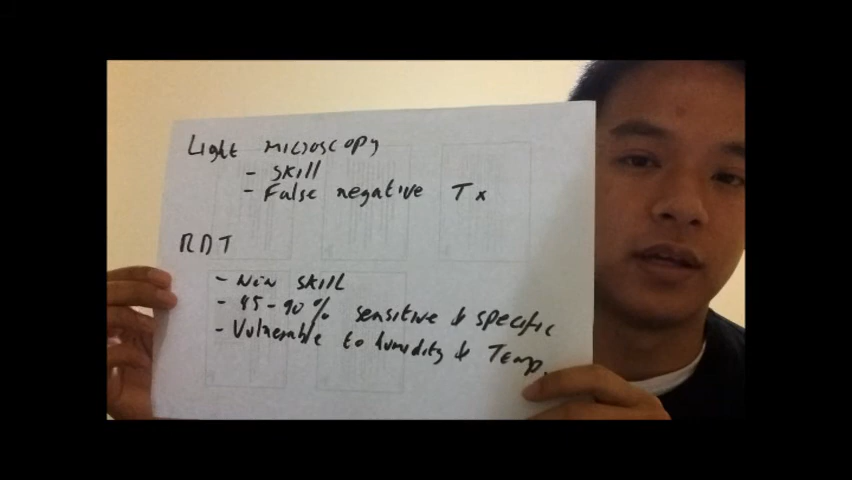 Light microscopy
- skill
- False negative Tx
RDT
- Non skill
- 95-90% sensitive & specific
- Vulnerable to humidity & Temp.